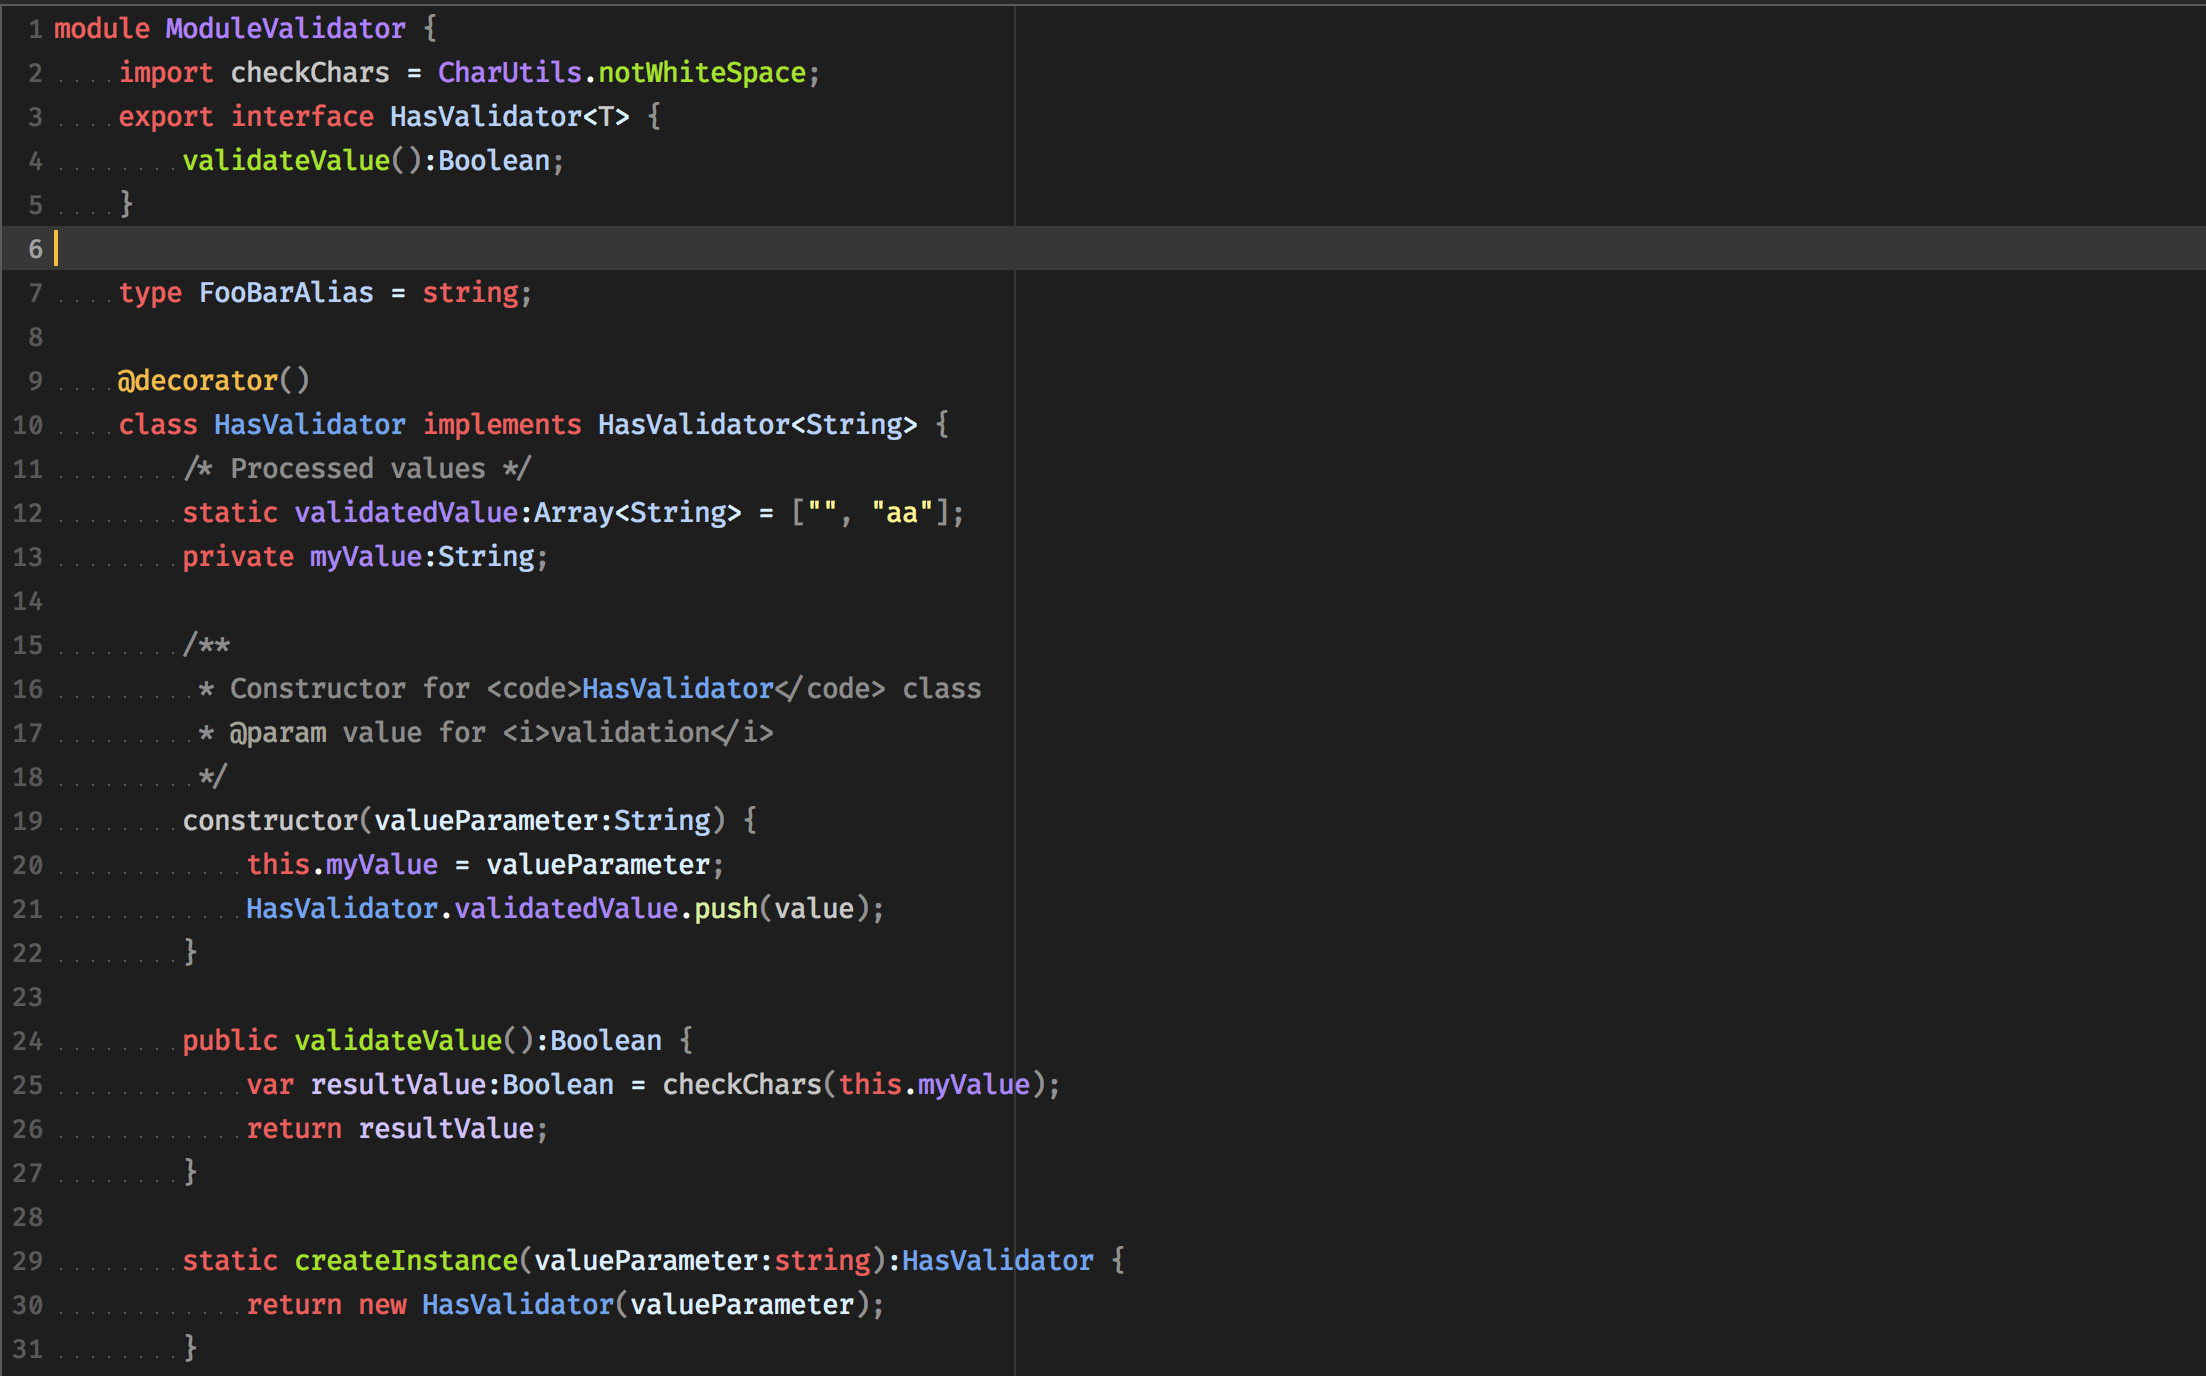 1 module ModuleValidator {
2     import checkChars = CharUtils.notWhiteSpace;
3     export interface HasValidator<T> {
4         validateValue():Boolean;
5     }
6
7     type FooBarAlias = string;
8
9     @decorator()
10     class HasValidator implements HasValidator<String> {
11         /* Processed values */
12         static validatedValue:Array<String> = ["", "aa"];
13         private myValue:String;
14
15         /**
16          * Constructor for <code>HasValidator</code> class
17          * @param value for <i>validation</i>
18          */
19         constructor(valueParameter:String) {
20             this.myValue = valueParameter;
21             HasValidator.validatedValue.push(value);
22         }
23
24         public validateValue():Boolean {
25             var resultValue:Boolean = checkChars(this.myValue);
26             return resultValue;
27         }
28
29         static createInstance(valueParameter:string):HasValidator {
30             return new HasValidator(valueParameter);
31         }